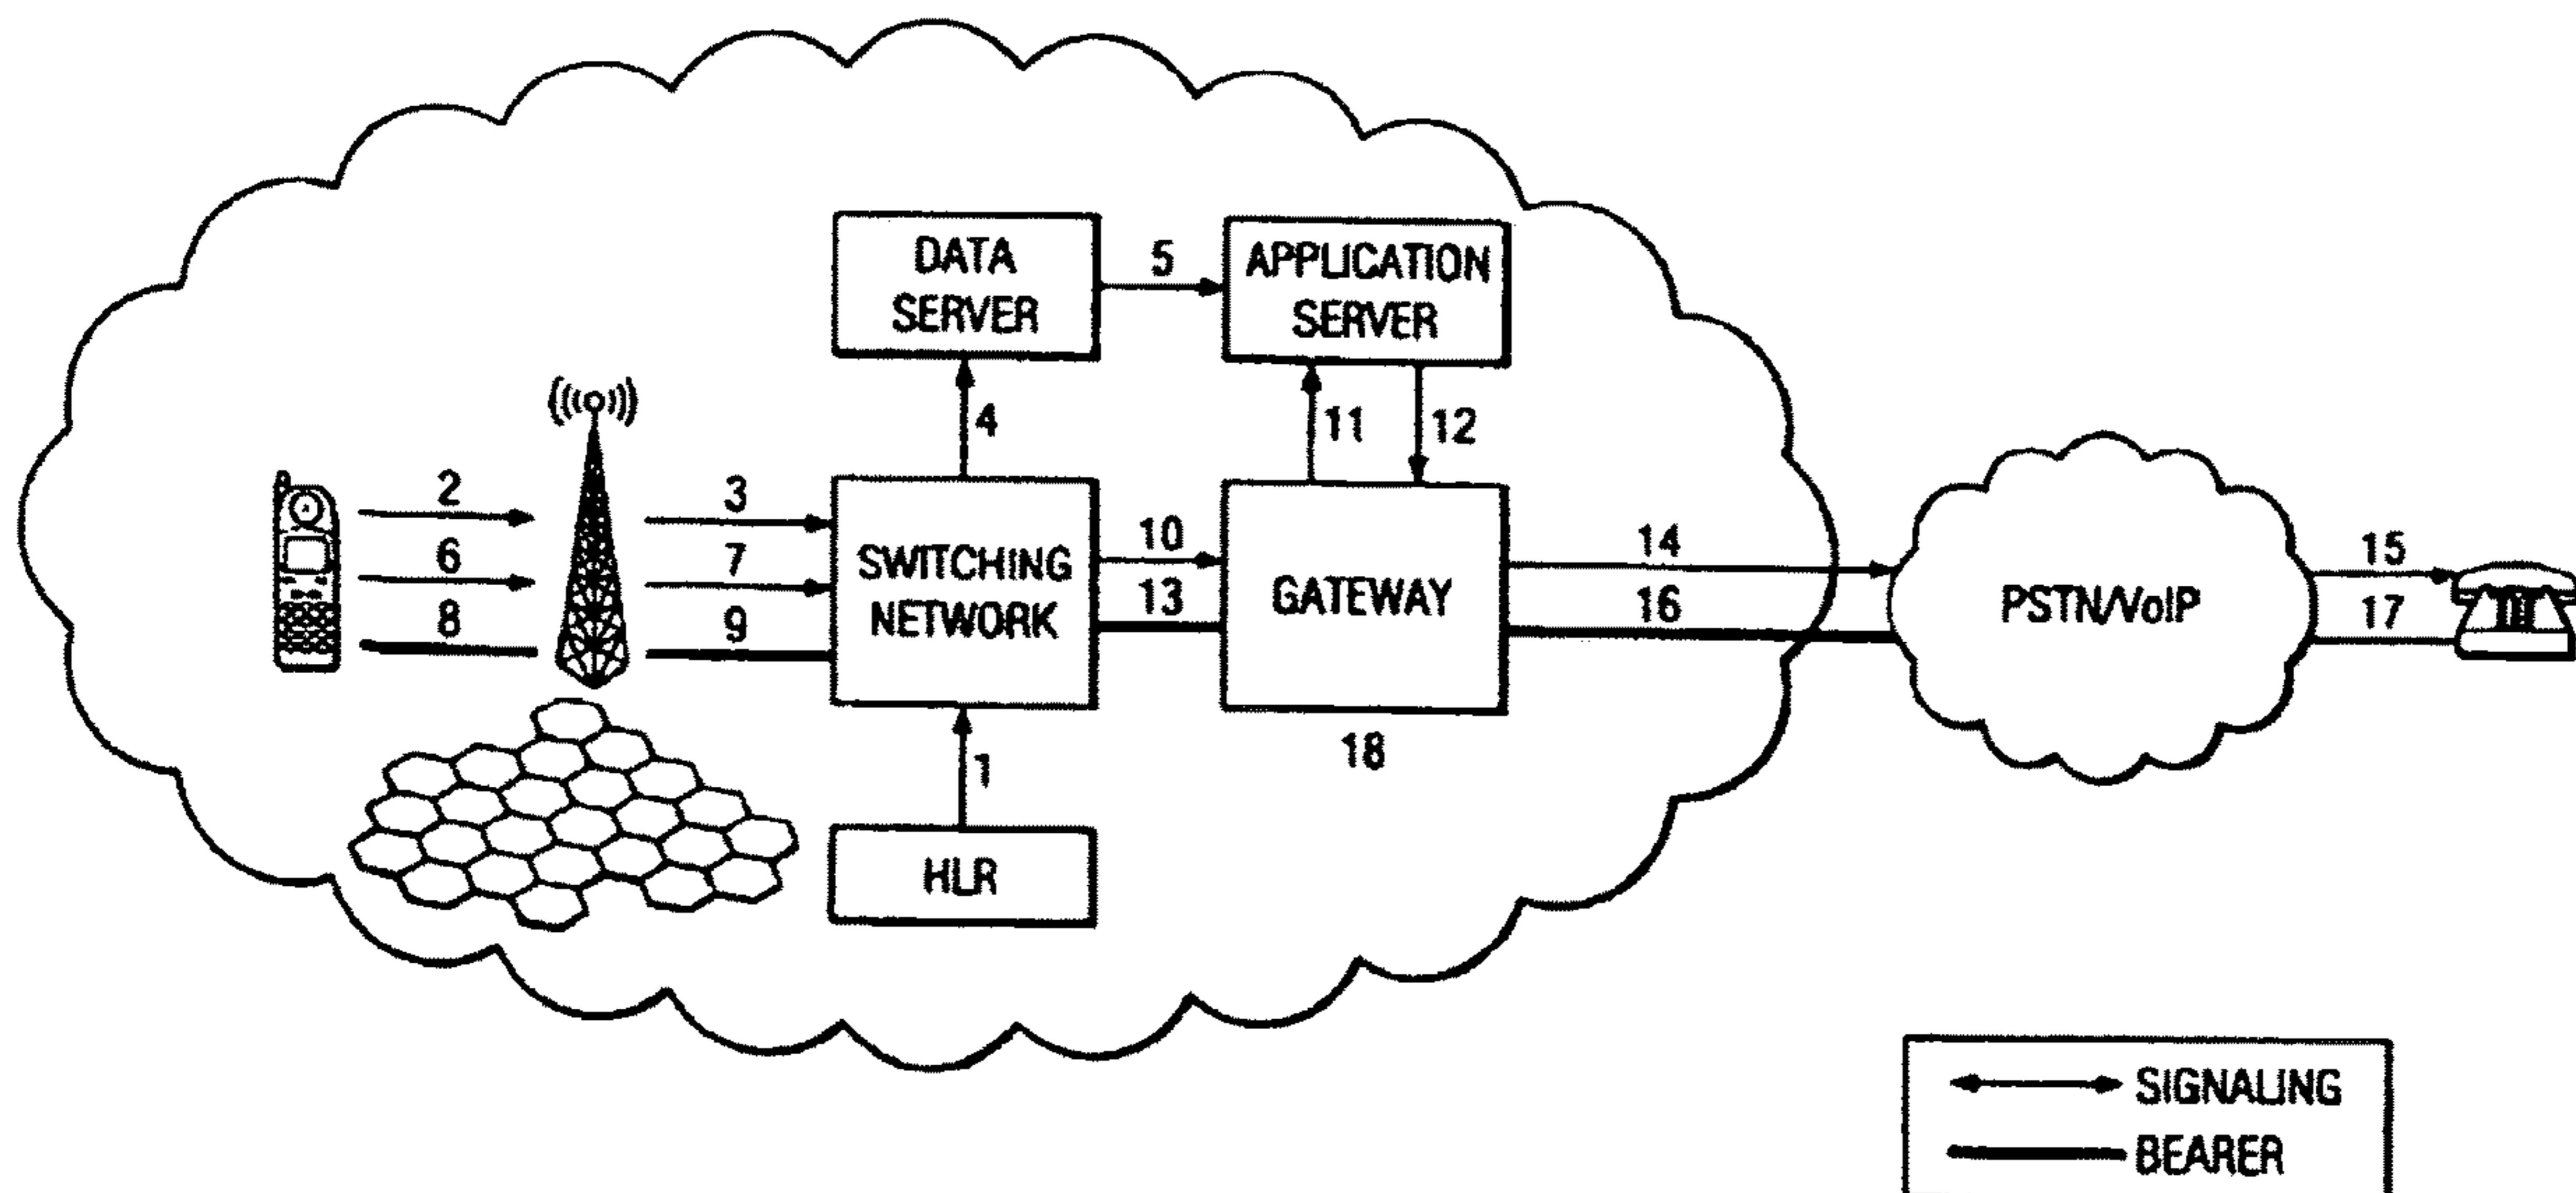 DATA
SERVER
5
APPLICATION
SERVER
4
11
12
2
3
6
7
8
9
SWITCHING
NETWORK
10
13
GATEWAY
14
16
PSTN/VoIP
15
17
18
1
HLR
SIGNALING
BEARER